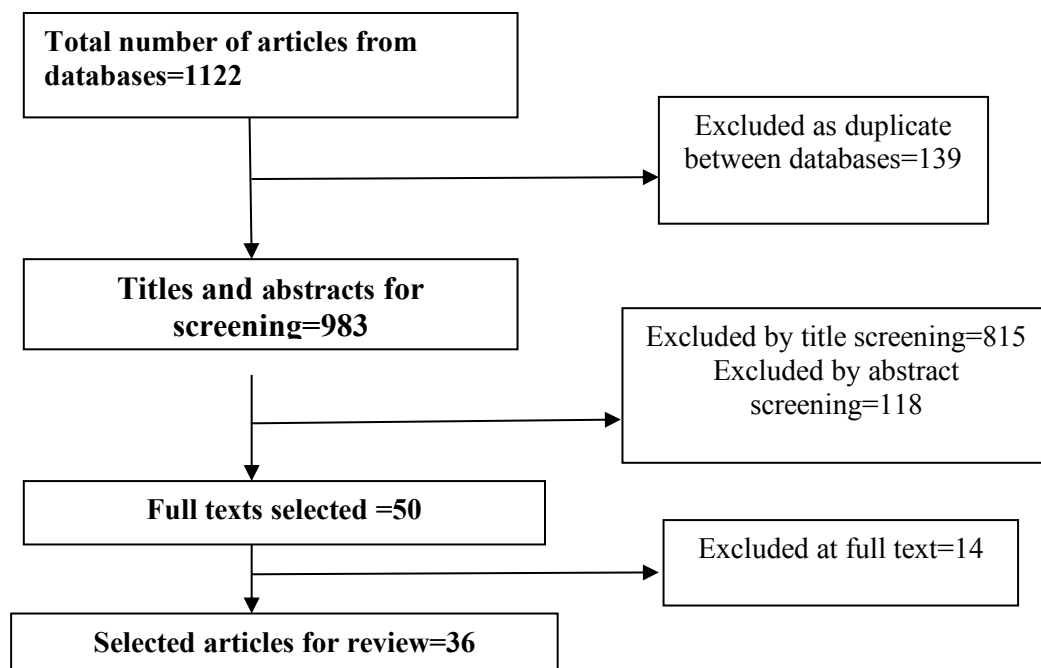 Total number of articles from
databases=1122
Excluded as duplicate
between databases=139
Titles and abstracts for
screening=983
Excluded by title screening=815
Excluded by abstract
screening=118
Full texts selected =50
Excluded at full text=14
Selected articles for review=36